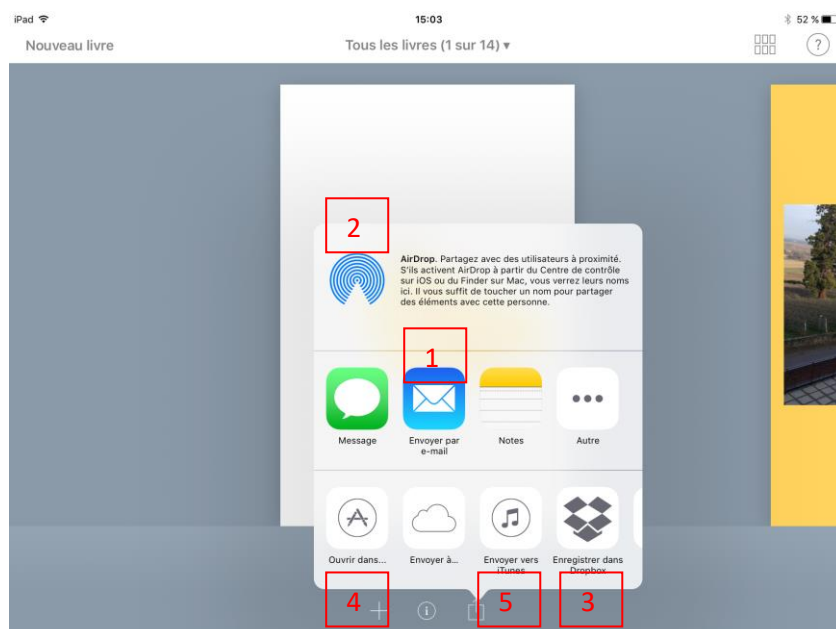 iPad 15:03 52 %
Nouveau livre Tous les livres (1 sur 14) ▾ ?
2
AirDrop. Partagez avec des utilisateurs à proximité.
S'ils activent AirDrop à partir du Centre de contrôle
sur iOS ou du Finder sur Mac, vous verrez leurs noms
ici. Il vous suffit de toucher un nom pour partager
des éléments avec cette personne.
1
Message Envoyer par Notes Autre
e-mail
Ouvrir dans... Envoyer à... Envoyer vers Enregistrer dans
iTunes Dropbox
4 5 3